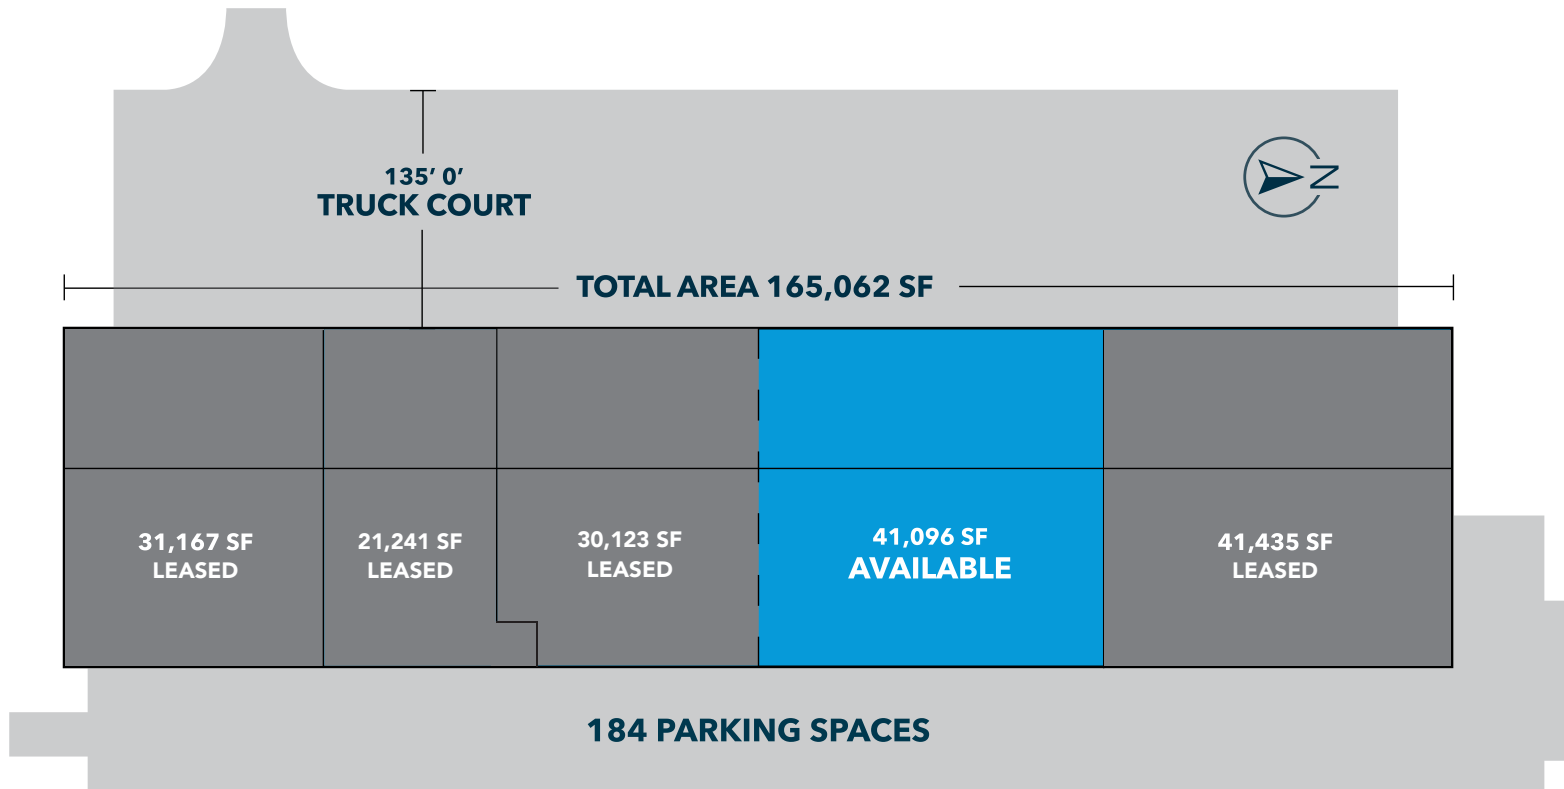 135’ 0’
TRUCK COURT
N
TOTAL AREA 165,062 SF
31,167 SF
LEASED
21,241 SF
LEASED
30,123 SF
LEASED
41,096 SF
AVAILABLE
41,435 SF
LEASED
184 PARKING SPACES